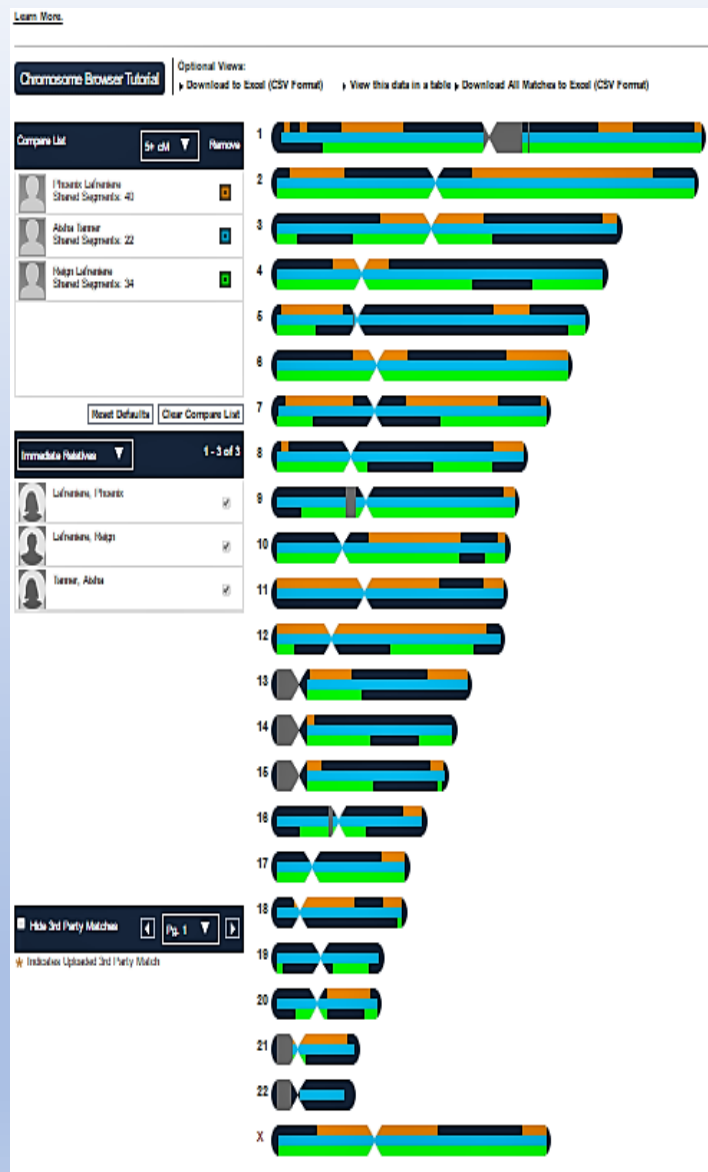 Learn More.
Chromosome Browser Tutorial
Optional Views:
Download to Excel (CSV Format)
View this data in a table
Download All Matches to Excel (CSV Format)
Compare List
5+ cM
Remove
Phoenix Lafreniere
Shared Segments: 40
Aisha Tanner
Shared Segments: 22
Reign Lafreniere
Shared Segments: 34
Reset Defaults
Clear Compare List
Immediate Relatives
1 - 3 of 3
Lafreniere, Phoenix
Lafreniere, Reign
Tanner, Aisha
Hide 3rd Party Matches
Pg. 1
Indicates Uploaded 3rd Party Match
1
2
3
4
5
6
7
8
9
10
11
12
13
14
15
16
17
18
19
20
21
22
X